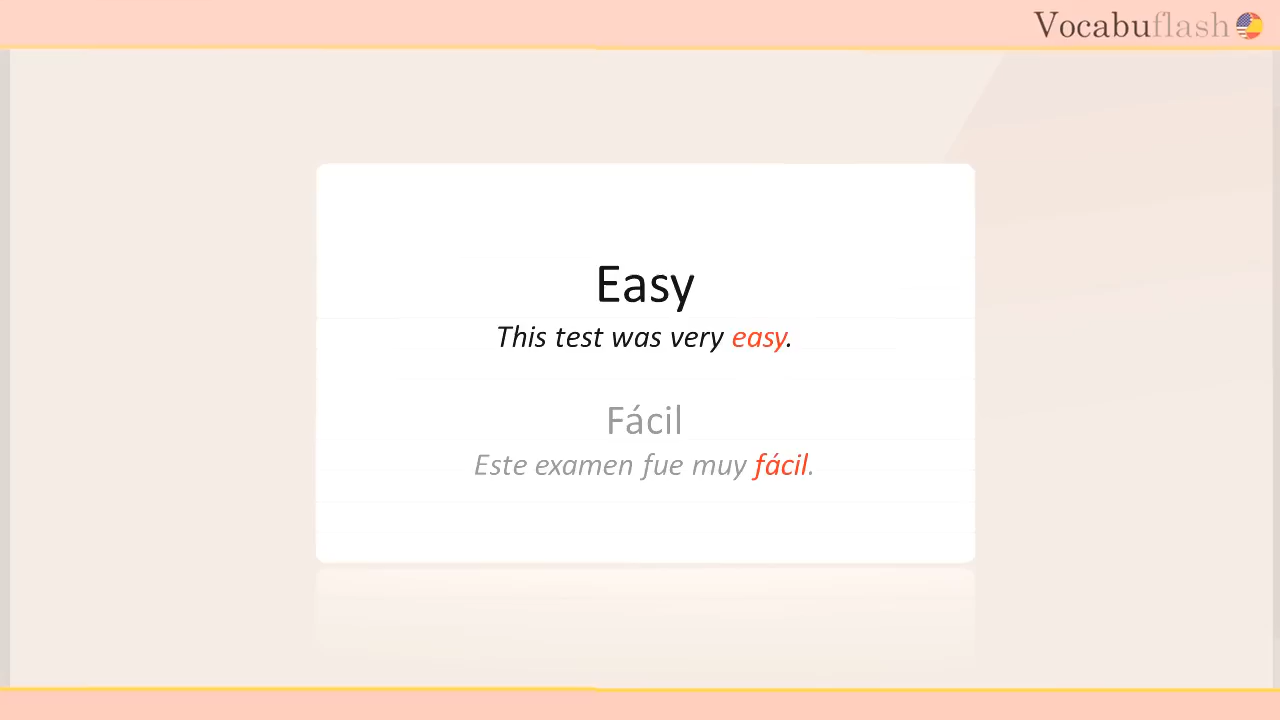 Vocabuflash
Easy
This test was very easy.
Fácil
Este examen fue muy fácil.